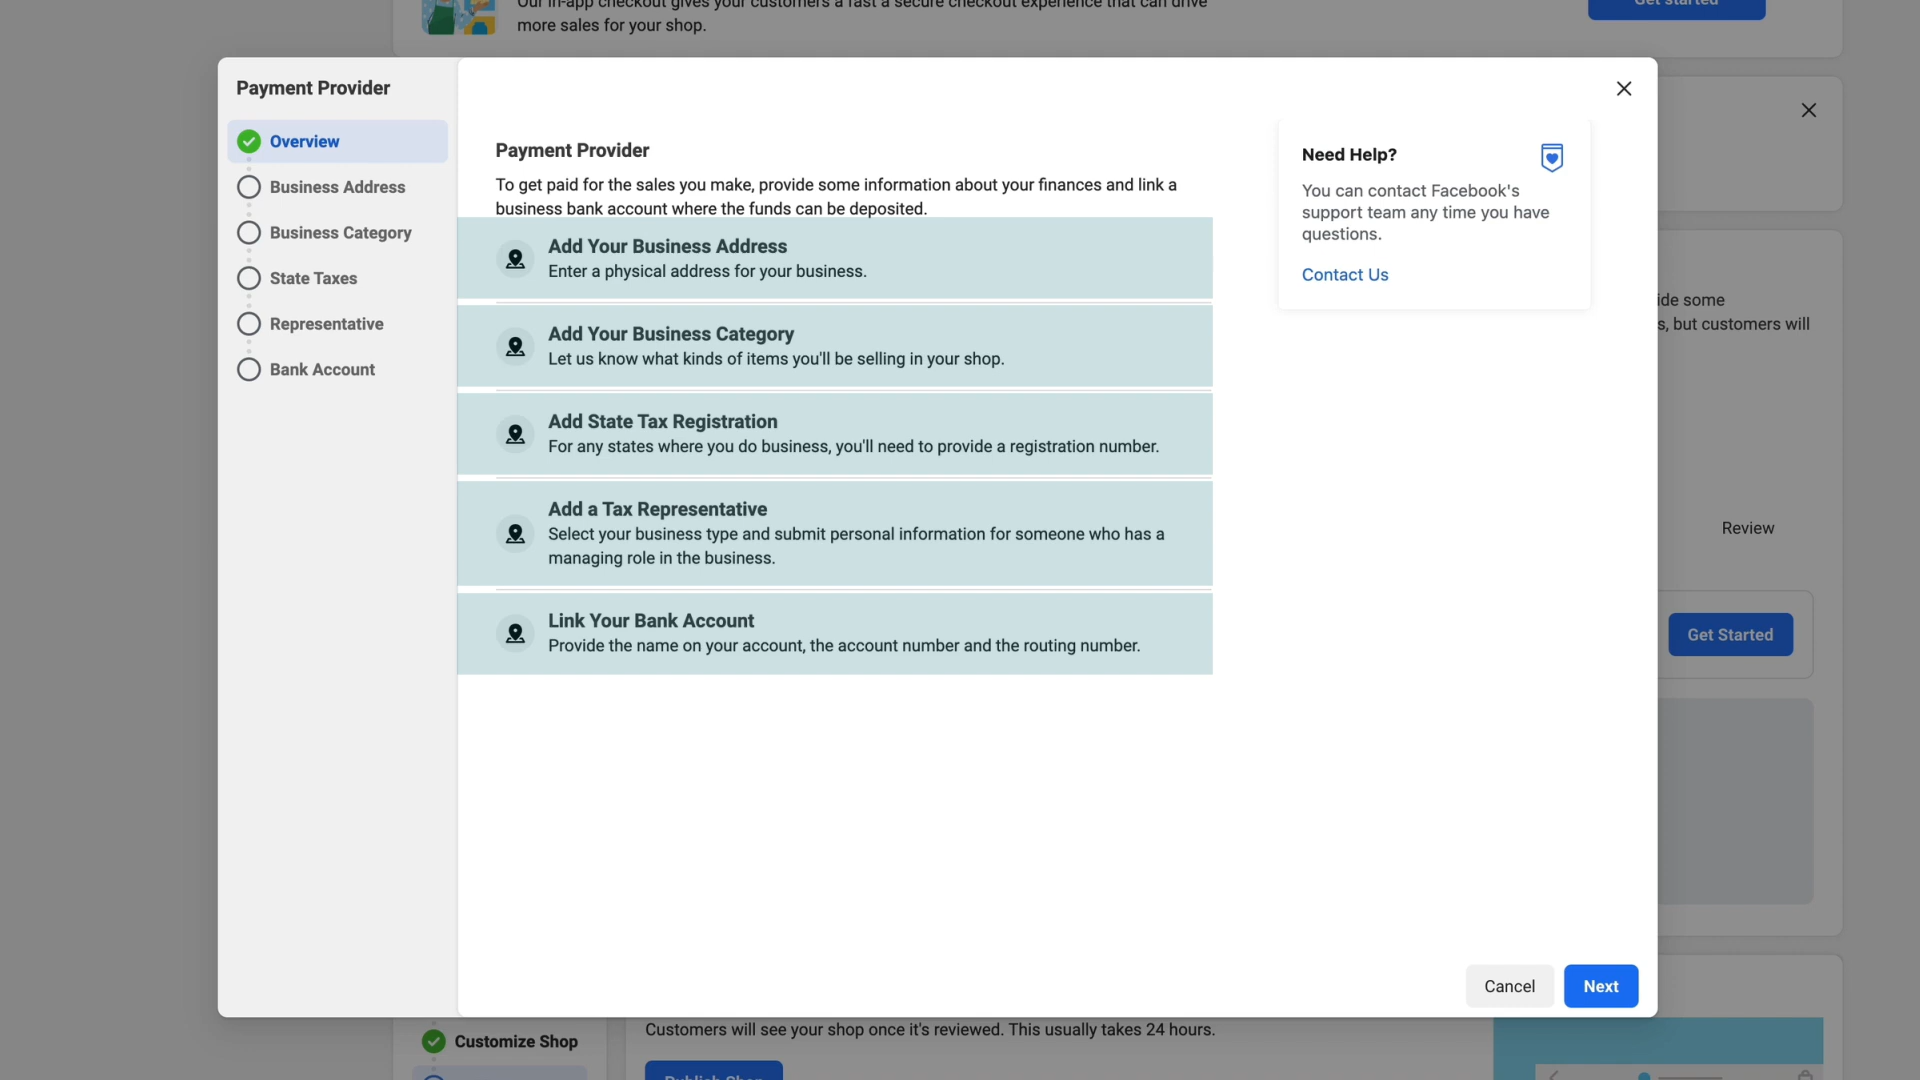 Our in-app checkout gives your customers a fast a secure checkout experience that can drive
more sales for your shop.
Get started
Payment Provider
Overview
Business Address
Business Category
State Taxes
Representative
Bank Account
Payment Provider
To get paid for the sales you make, provide some information about your finances and link a
business bank account where the funds can be deposited.
Add Your Business Address
Enter a physical address for your business.
Add Your Business Category
Let us know what kinds of items you'll be selling in your shop.
Add State Tax Registration
For any states where you do business, you'll need to provide a registration number.
Add a Tax Representative
Select your business type and submit personal information for someone who has a
managing role in the business.
Link Your Bank Account
Provide the name on your account, the account number and the routing number.
Need Help?
You can contact Facebook's
support team any time you have
questions.
Contact Us
Cancel
Next
ide some
s, but customers will
Review
Get Started
Customize Shop
Customers will see your shop once it's reviewed. This usually takes 24 hours.
Publish Shop